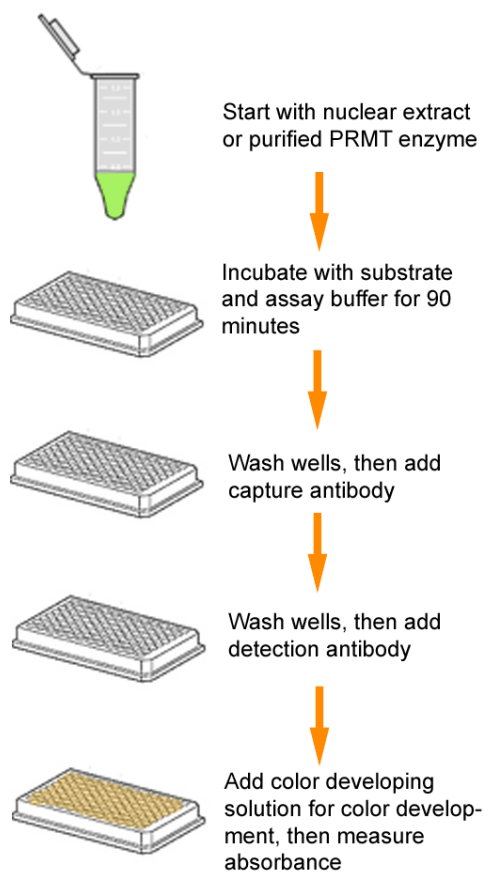 Start with nuclear extract
or purified PRMT enzyme
Incubate with substrate
and assay buffer for 90
minutes
Wash wells, then add
capture antibody
Wash wells, then add
detection antibody
Add color developing
solution for color develop-
ment, then measure
absorbance